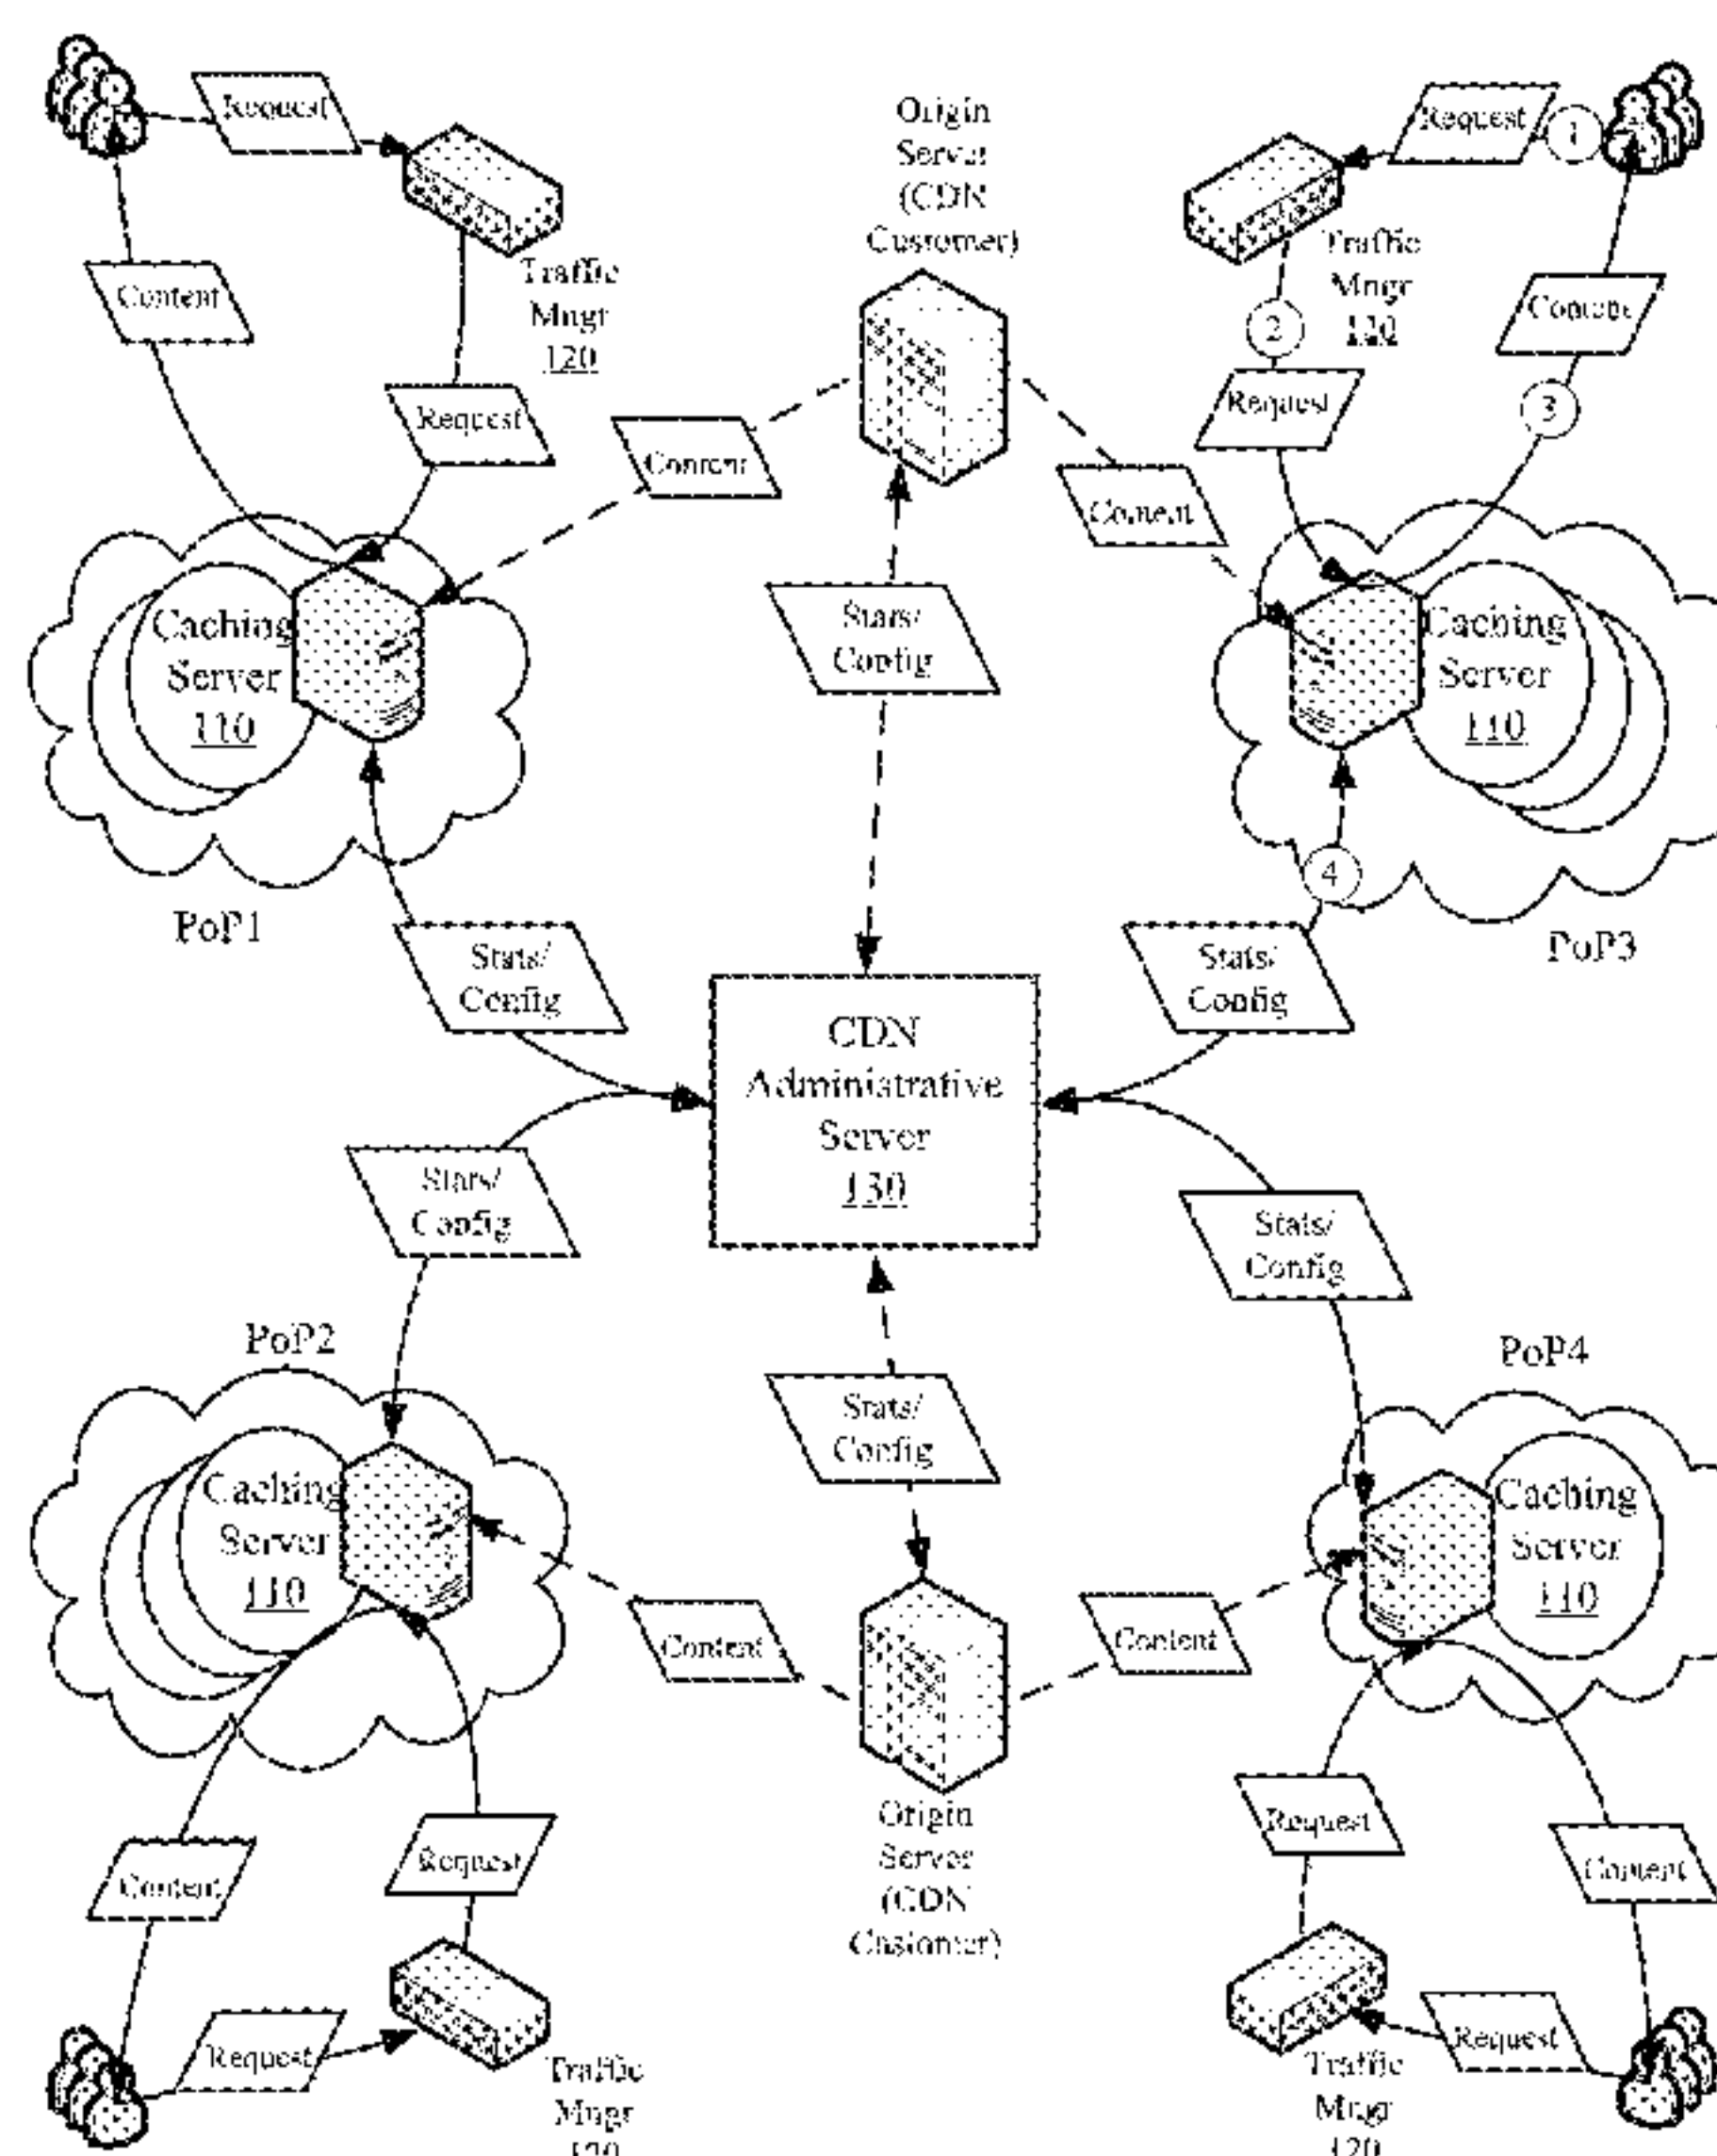 Request
Traffic
Mngr
120
Content
Request
Content
Origin
Server
(CDN
Customer)
Request
1
Traffic
Mngr
120
2
Request
Content
3
Content
Caching
Server
110
PoP1
Stats/
Config
Caching
Server
110
4
PoP3
Stats/
Config
Stats/
Config
CDN
Administrative
Server
130
Stats/
Config
Stats/
Config
PoP2
Caching
Server
110
Stats/
Config
PoP4
Caching
Server
110
Content
Content
Origin
Server
(CDN
Customer)
Content
Request
Request
Traffic
Mngr
120
Request
Content
Request
Traffic
Mngr
120